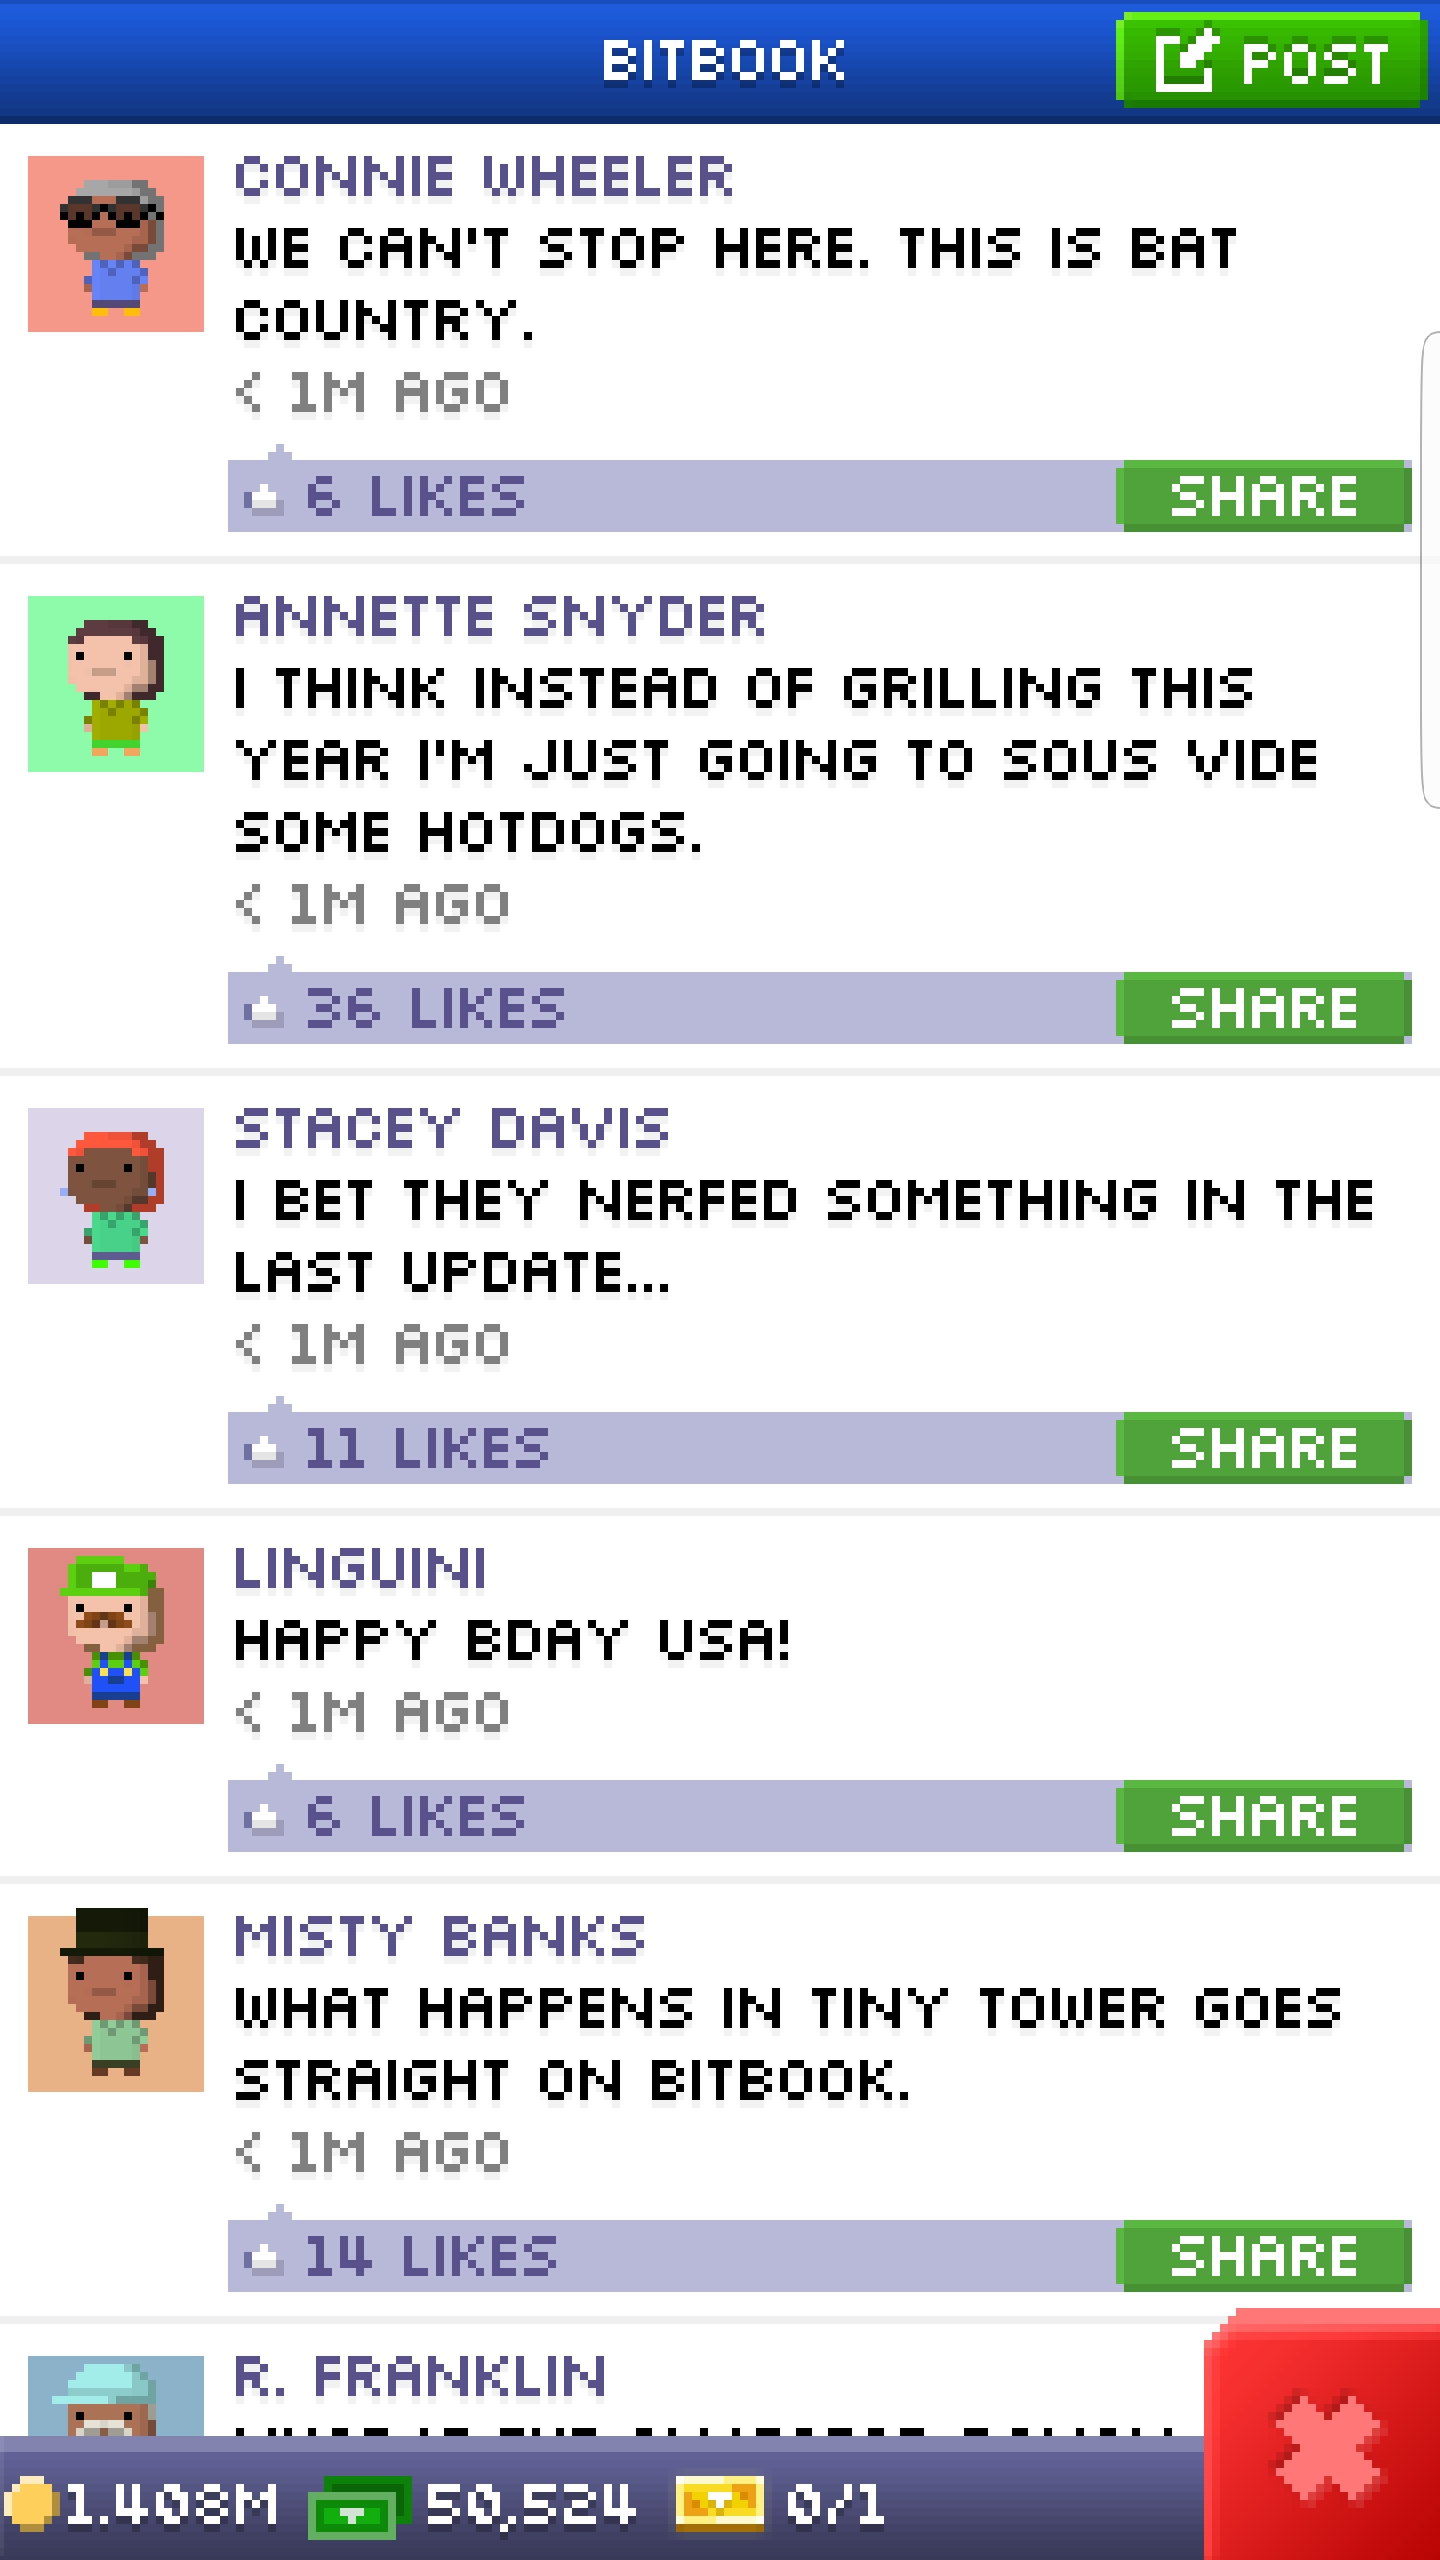 BITBOOK
POST
CONNIE WHEELER
WE CAN'T STOP HERE. THIS IS BAT
COUNTRY.
< 1M AGO
6 LIKES
SHARE
ANNETTE SNYDER
I THINK INSTEAD OF GRILLING THIS
YEAR I'M JUST GOING TO SOUS VIDE
SOME HOTDOGS.
< 1M AGO
36 LIKES
SHARE
STACEY DAVIS
I BET THEY NERFED SOMETHING IN THE
LAST UPDATE...
< 1M AGO
11 LIKES
SHARE
LINGUINI
HAPPY BDAY USA!
< 1M AGO
6 LIKES
SHARE
MISTY BANKS
WHAT HAPPENS IN TINY TOWER GOES
STRAIGHT ON BITBOOK.
< 1M AGO
14 LIKES
SHARE
R. FRANKLIN
1.408M 50,524 0/1